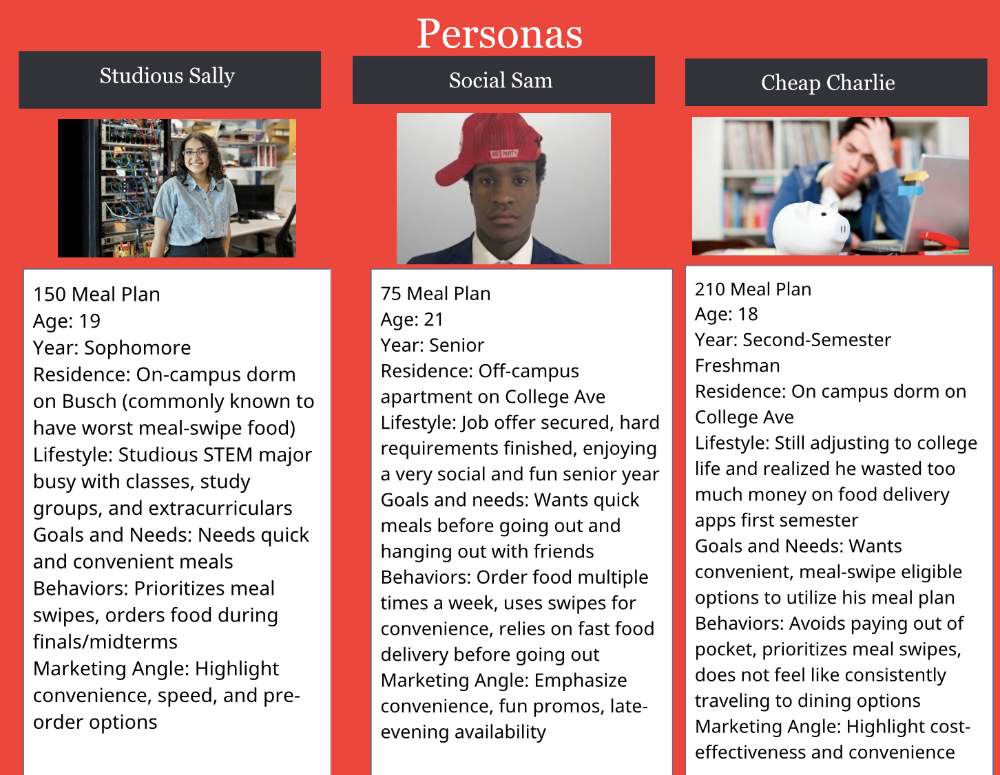 Personas
Studious Sally
150 Meal Plan
Age: 19
Year: Sophomore
Residence: On-campus dorm
on Busch (commonly known to
have worst meal-swipe food)
Lifestyle: Studious STEM major
busy with classes, study
groups, and extracurriculars
Goals and Needs: Needs quick
and convenient meals
Behaviors: Prioritizes meal
swipes, orders food during
finals/midterms
Marketing Angle: Highlight
convenience, speed, and pre-
order options
Social Sam
WE PARTY
75 Meal Plan
Age: 21
Year: Senior
Residence: Off-campus
apartment on College Ave
Lifestyle: Job offer secured, hard
requirements finished, enjoying
a very social and fun senior year
Goals and needs: Wants quick
meals before going out and
hanging out with friends
Behaviors: Order food multiple
times a week, uses swipes for
convenience, relies on fast food
delivery before going out
Marketing Angle: Emphasize
convenience, fun promos, late-
evening availability
Cheap Charlie
210 Meal Plan
Age: 18
Year: Second-Semester
Freshman
Residence: On campus dorm on
College Ave
Lifestyle: Still adjusting to college
life and realized he wasted too
much money on food delivery
apps first semester
Goals and Needs: Wants
convenient, meal-swipe eligible
options to utilize his meal plan
Behaviors: Avoids paying out of
pocket, prioritizes meal swipes,
does not feel like consistently
traveling to dining options
Marketing Angle: Highlight cost-
effectiveness and convenience